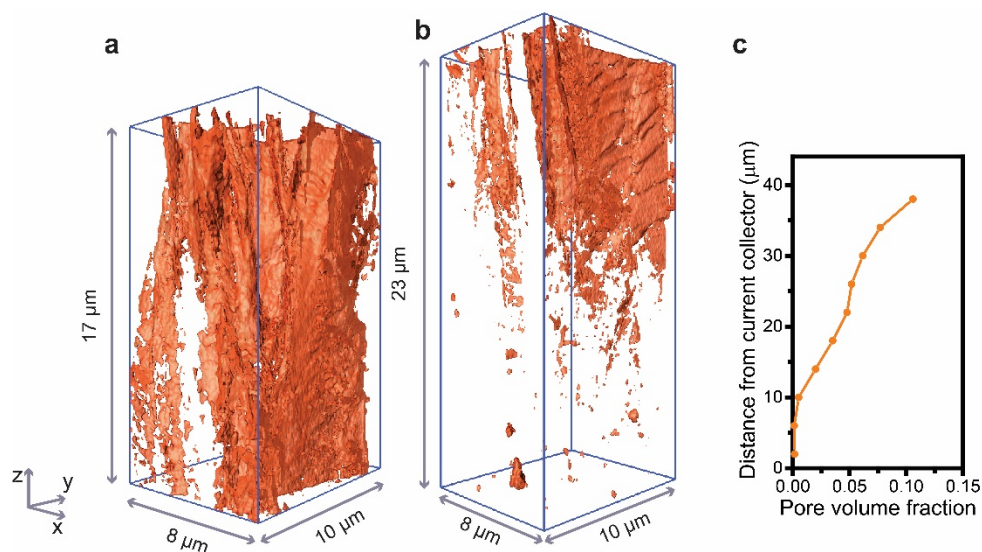 a
17 μm
8 μm
10 μm
z
y
x
b
23 μm
8 μm
10 μm
c
Distance from current collector (μm)
40
30
20
10
0
0.00 0.05 0.10 0.15
Pore volume fraction